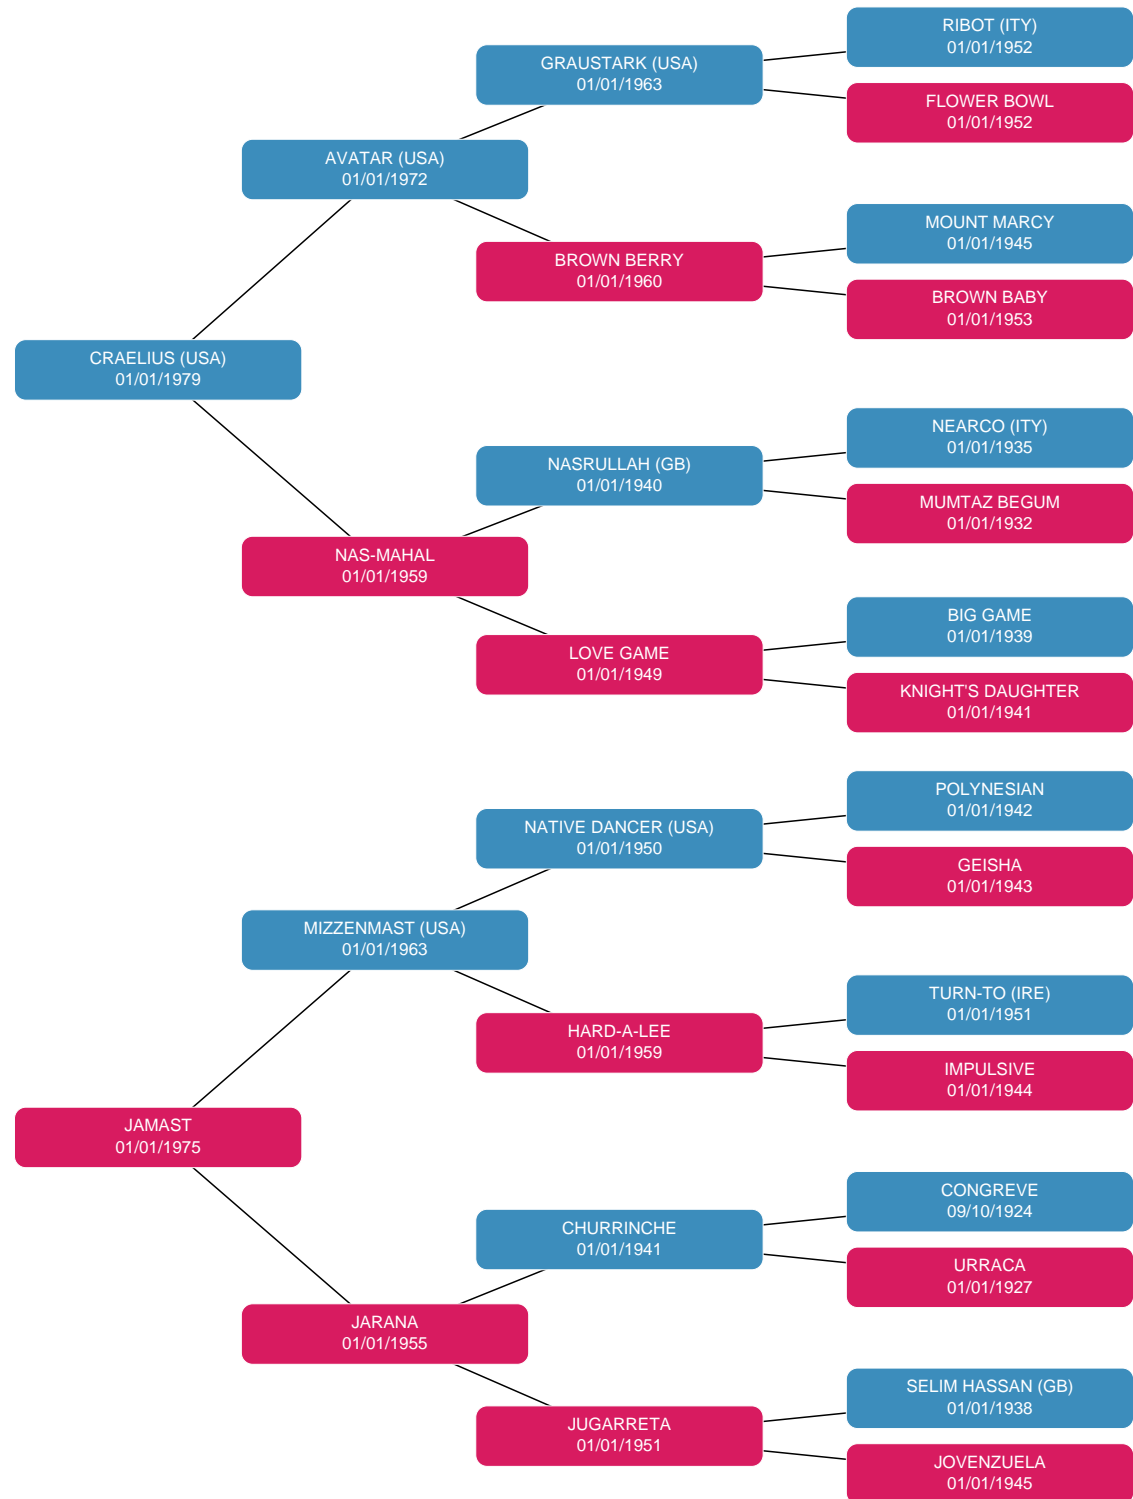 RIBOT (ITY)
01/01/1952
GRAUSTARK (USA)
01/01/1963
FLOWER BOWL
01/01/1952
AVATAR (USA)
01/01/1972
MOUNT MARCY
01/01/1945
BROWN BERRY
01/01/1960
BROWN BABY
01/01/1953
CRAELIUS (USA)
01/01/1979
NEARCO (ITY)
01/01/1935
NASRULLAH (GB)
01/01/1940
MUMTAZ BEGUM
01/01/1932
NAS-MAHAL
01/01/1959
BIG GAME
01/01/1939
LOVE GAME
01/01/1949
KNIGHT'S DAUGHTER
01/01/1941
POLYNESIAN
01/01/1942
NATIVE DANCER (USA)
01/01/1950
GEISHA
01/01/1943
MIZZENMAST (USA)
01/01/1963
TURN-TO (IRE)
01/01/1951
HARD-A-LEE
01/01/1959
IMPULSIVE
01/01/1944
JAMAST
01/01/1975
CONGREVE
09/10/1924
CHURRINCHE
01/01/1941
URRACA
01/01/1927
JARANA
01/01/1955
SELIM HASSAN (GB)
01/01/1938
JUGARRETA
01/01/1951
JOVENZUELA
01/01/1945